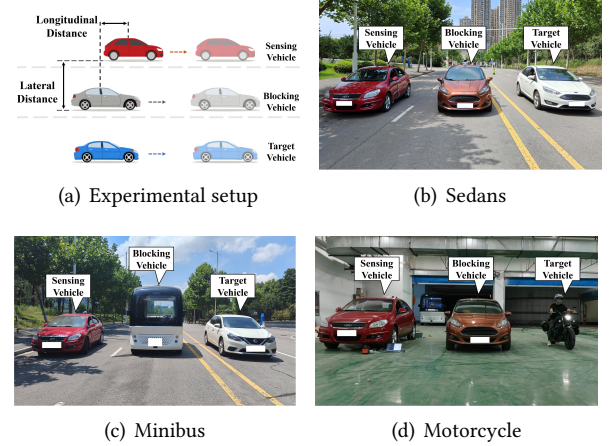 Longitudinal
Distance
Sensing
Vehicle
Lateral
Distance
Blocking
Vehicle
Target
Vehicle
(a) Experimental setup
Sensing
Vehicle
Blocking
Vehicle
Target
Vehicle
(b) Sedans
Sensing
Vehicle
Blocking
Vehicle
Target
Vehicle
(c) Minibus
Sensing
Vehicle
Blocking
Vehicle
Target
Vehicle
(d) Motorcycle